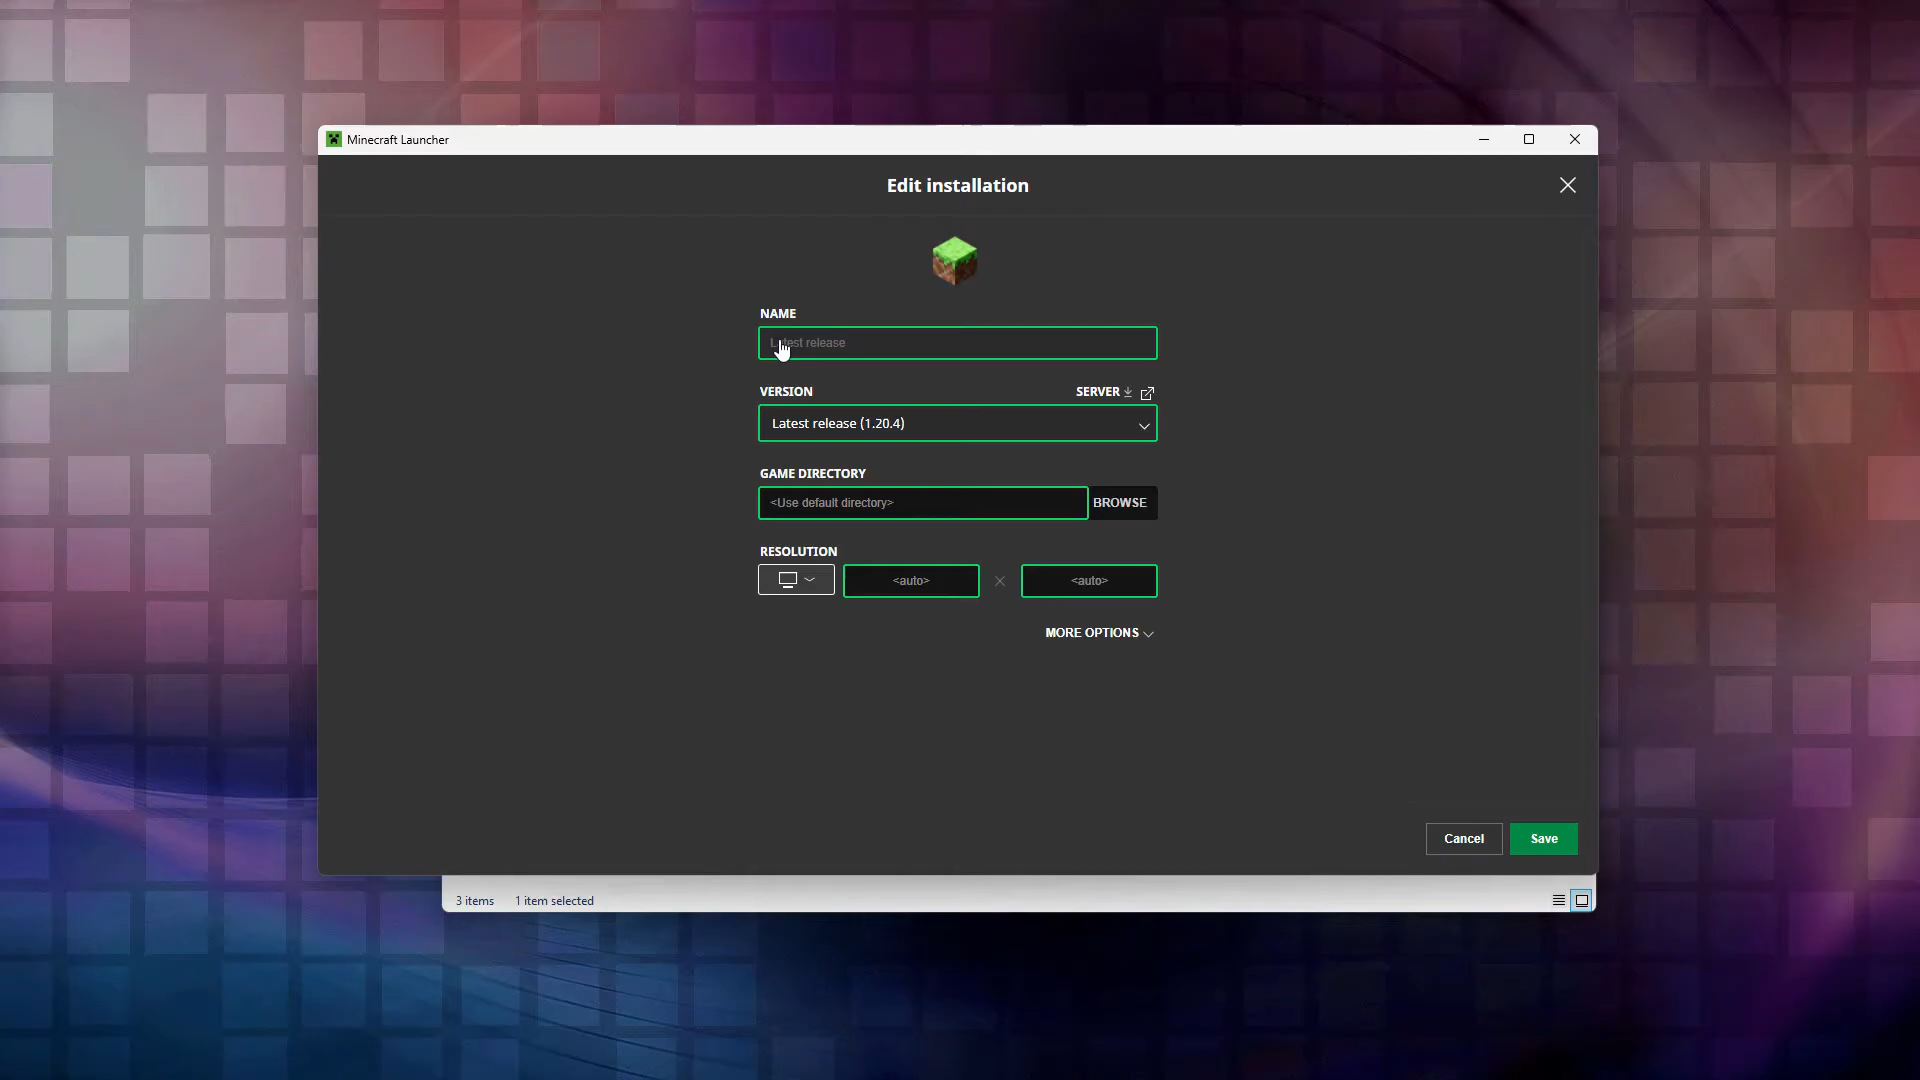 Minecraft Launcher
Edit installation
NAME
Latest release
VERSION
SERVER
Latest release (1.20.4)
GAME DIRECTORY
<Use default directory>
BROWSE
RESOLUTION
<auto>
<auto>
MORE OPTIONS
Cancel
Save
3 items
1 item selected